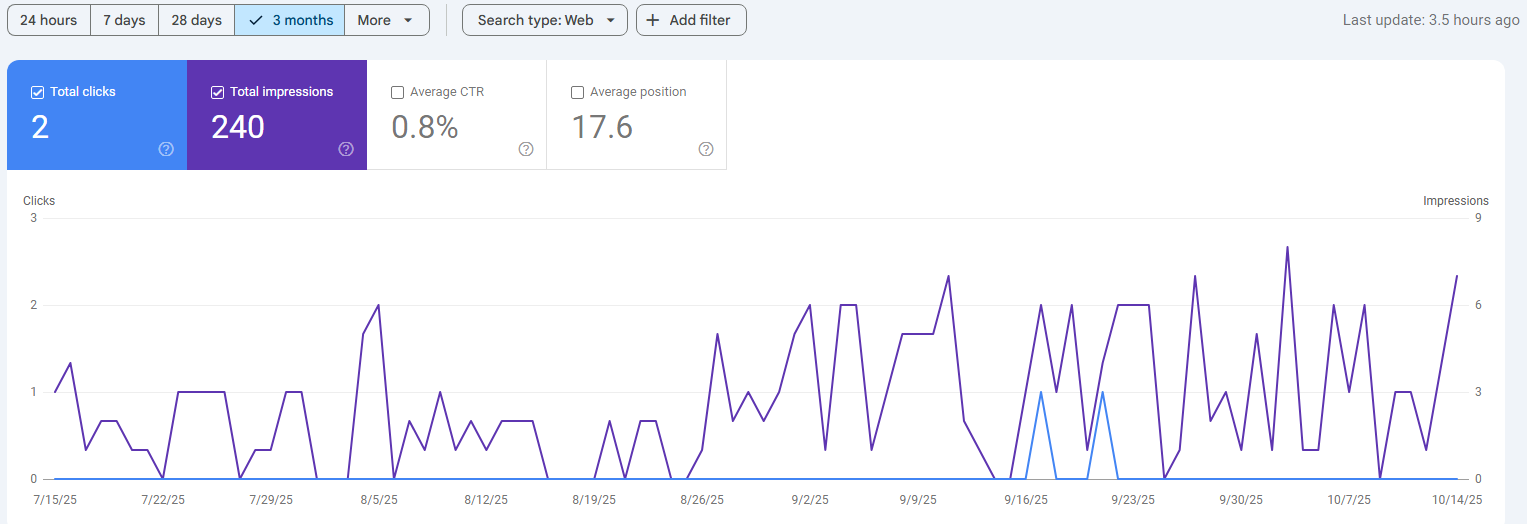 24 hours 7 days 28 days 3 months More Search type: Web Add filter Last update: 3.5 hours ago
Total clicks Total impressions Average CTR Average position
2 240 0.8% 17.6
Clicks Impressions
3 9
2 6
1 3
0 0
7/15/25 7/22/25 7/29/25 8/5/25 8/12/25 8/19/25 8/26/25 9/2/25 9/9/25 9/16/25 9/23/25 9/30/25 10/7/25 10/14/25